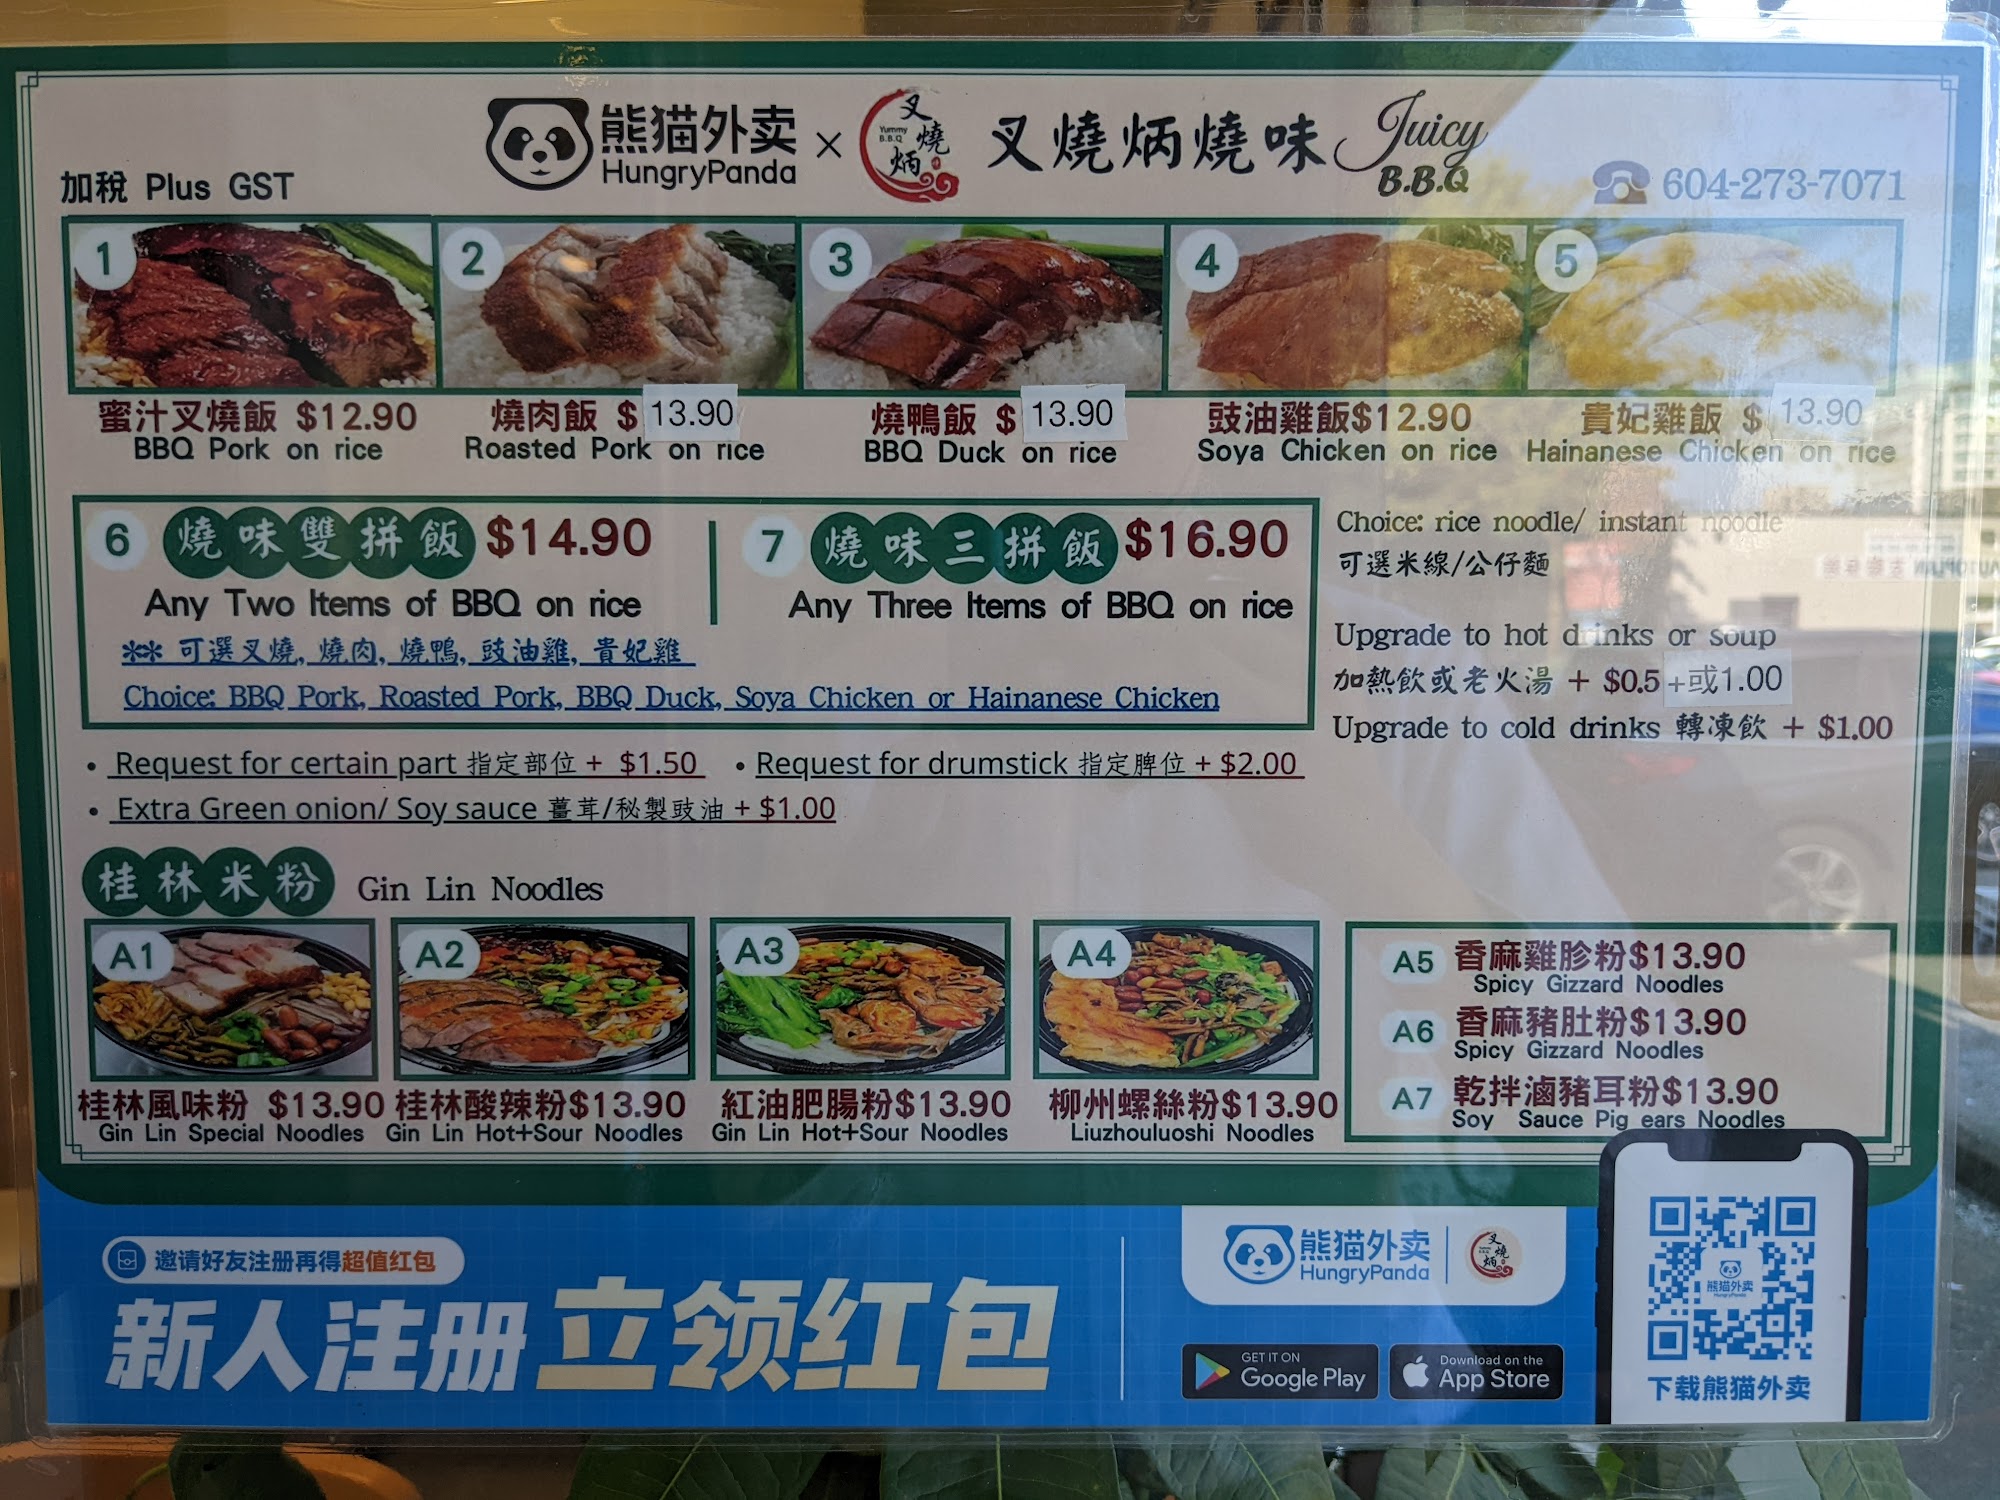 熊猫外卖
HungryPanda
×
叉燒炳
Yummy
B.B.Q
叉燒炳燒味
Juicy
B.B.Q
加稅 Plus GST
604-273-7071
1
2
3
4
5
蜜汁叉燒飯 $12.90
BBQ Pork on rice
燒肉飯 $ 13.90
Roasted Pork on rice
燒鴨飯 $ 13.90
BBQ Duck on rice
豉油雞飯$12.90
Soya Chicken on rice
貴妃雞飯 $ 13.90
Hainanese Chicken on rice
6 燒味雙拼飯 $14.90
Any Two Items of BBQ on rice
7 燒味三拼飯 $16.90
Any Three Items of BBQ on rice
** 可選叉燒, 燒肉, 燒鴨, 豉油雞, 貴妃雞
Choice: BBQ Pork, Roasted Pork, BBQ Duck, Soya Chicken or Hainanese Chicken
Choice: rice noodle/ instant noodle
可選米線/公仔麵
Upgrade to hot drinks or soup
加熱飲或老火湯 + $0.5 +或1.00
Upgrade to cold drinks 轉凍飲 + $1.00
• Request for certain part 指定部位 + $1.50
• Request for drumstick 指定脾位 + $2.00
• Extra Green onion/ Soy sauce 薑茸/秘製豉油 + $1.00
桂林米粉 Gin Lin Noodles
A1
A2
A3
A4
桂林風味粉 $13.90
Gin Lin Special Noodles
桂林酸辣粉$13.90
Gin Lin Hot+Sour Noodles
紅油肥腸粉$13.90
Gin Lin Hot+Sour Noodles
柳州螺絲粉$13.90
Liuzhouluoshi Noodles
A5 香麻雞胗粉$13.90
Spicy Gizzard Noodles
A6 香麻豬肚粉$13.90
Spicy Gizzard Noodles
A7 乾拌滷豬耳粉$13.90
Soy Sauce Pig ears Noodles
邀请好友注册再得超值红包
新人注册立领红包
熊猫外卖
HungryPanda
叉燒炳
GET IT ON
Google Play
Download on the
App Store
熊猫外卖
HungryPanda
下载熊猫外卖